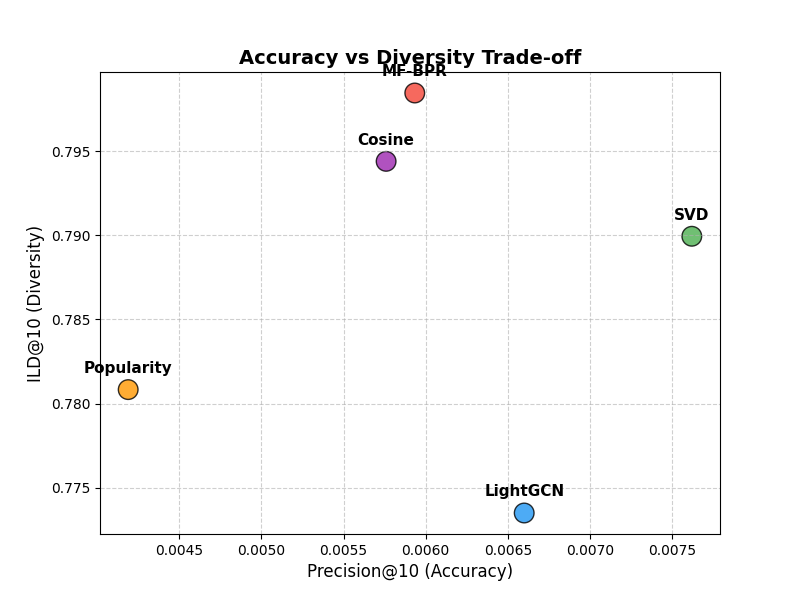 Accuracy vs Diversity Trade-off
MF-BPR
Cosine
SVD
Popularity
LightGCN
0.795
0.790
0.785
0.780
0.775
ILD@10 (Diversity)
0.0045 0.0050 0.0055 0.0060 0.0065 0.0070 0.0075
Precision@10 (Accuracy)